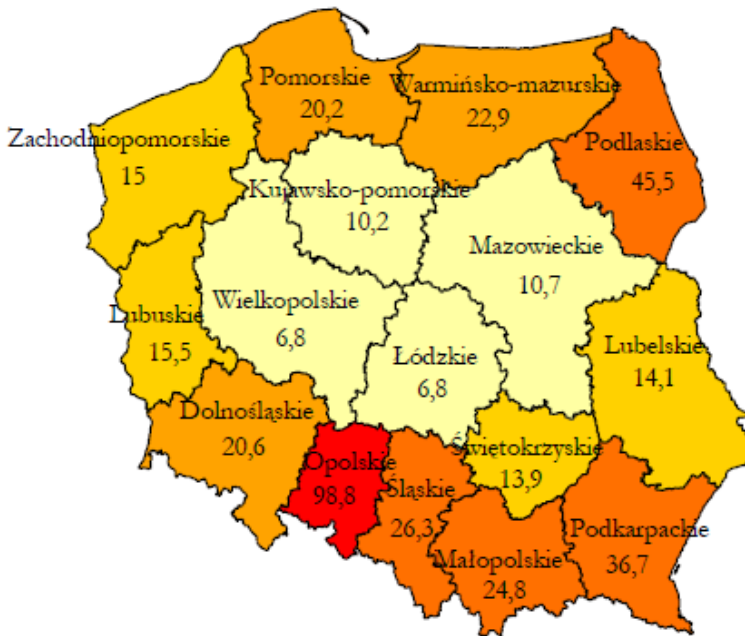 Pomorskie
20,2
Warmińsko-mazurskie
22,9
Zachodniopomorskie
15
Podlaskie
45,5
Kujawsko-pomorskie
10,2
Mazowieckie
10,7
Wielkopolskie
6,8
Lubuskie
15,5
Łódzkie
6,8
Lubelskie
14,1
Dolnośląskie
20,6
Opolskie
98,8
Śląskie
26,3
Świętokrzyskie
13,9
Małopolskie
24,8
Podkarpackie
36,7